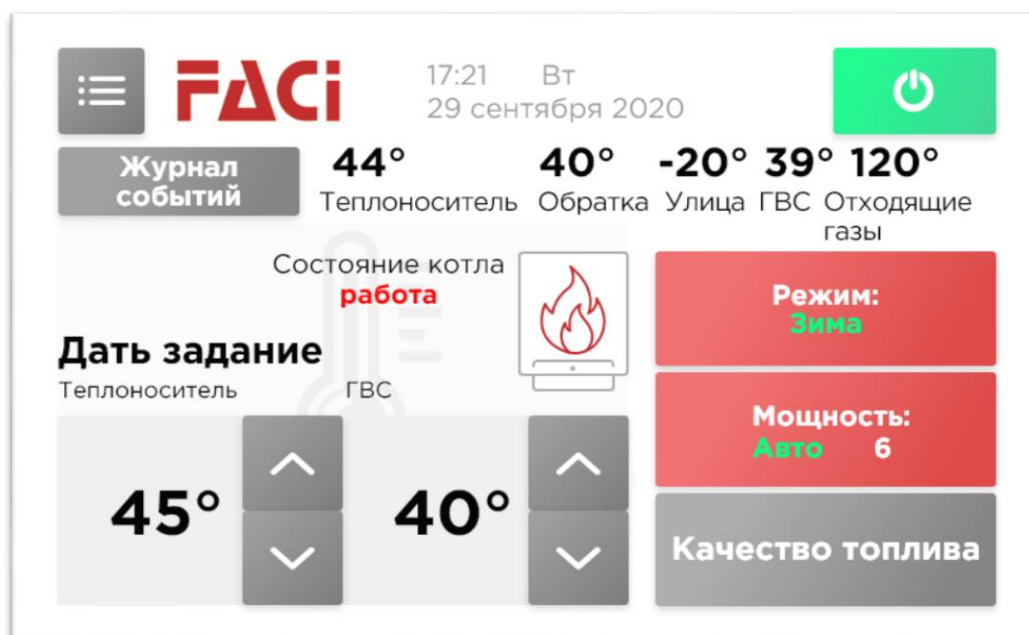 FACi
17:21 Вт
29 сентября 2020
Журнал
событий
44° 40° -20° 39° 120°
Теплоноситель Обратка Улица ГВС Отходящие
газы
Состояние котла
работа
Режим:
Зима
Дать задание
Теплоноситель ГВС
Мощность:
Авто 6
45° 40°
Качество топлива